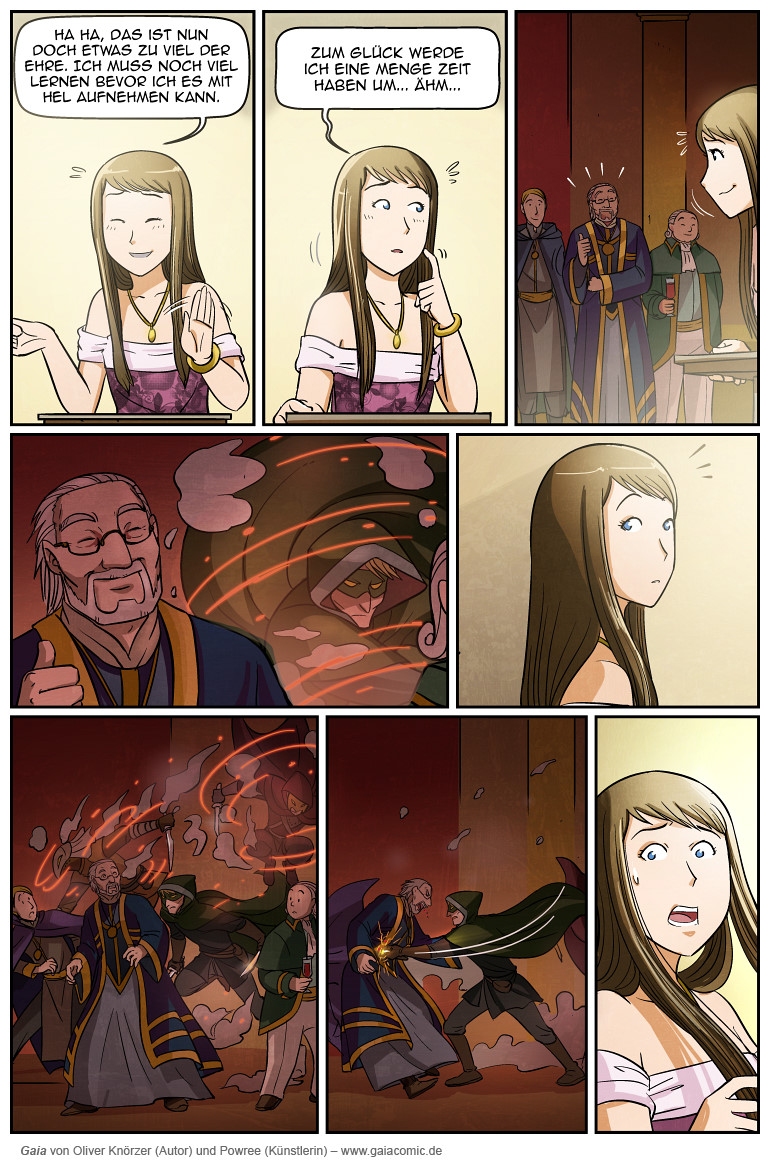 HA HA, DAS IST NUN
DOCH ETWAS ZU VIEL DER
EHRE. ICH MUSS NOCH VIEL
LERNEN BEVOR ICH ES MIT
HEL AUFNEHMEN KANN.
ZUM GLÜCK WERDE
ICH EINE MENGE ZEIT
HABEN UM... ÄHM...
Gaia von Oliver Knörzer (Autor) und Powree (Künstlerin) – www.gaiacomic.de